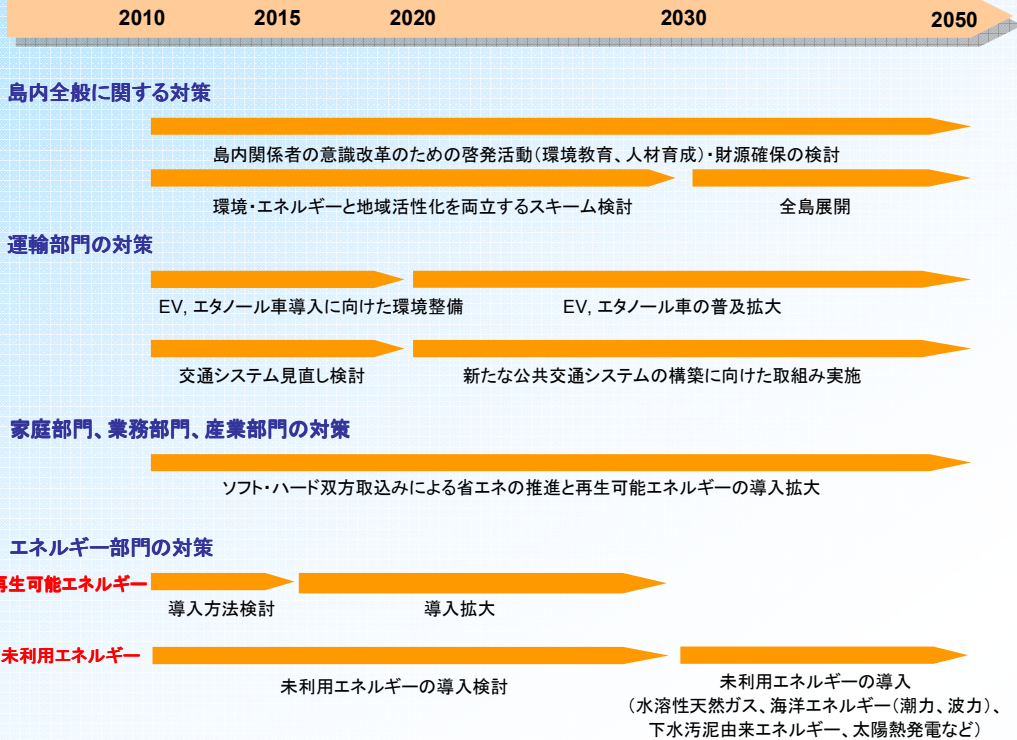 2010 2015 2020 2030 2050
島内全般に関する対策
島内関係者の意識改革のための啓発活動(環境教育、人材育成)・財源確保の検討
環境・エネルギーと地域活性化を両立するスキーム検討 全島展開
運輸部門の対策
EV, エタノール車導入に向けた環境整備 EV, エタノール車の普及拡大
交通システム見直し検討 新たな公共交通システムの構築に向けた取組み実施
家庭部門、業務部門、産業部門の対策
ソフト・ハード双方取込みによる省エネの推進と再生可能エネルギーの導入拡大
エネルギー部門の対策
再生可能エネルギー
導入方法検討 導入拡大
未利用エネルギー
未利用エネルギーの導入検討 未利用エネルギーの導入
(水溶性天然ガス、海洋エネルギー(潮力、波力)、
下水汚泥由来エネルギー、太陽熱発電など)